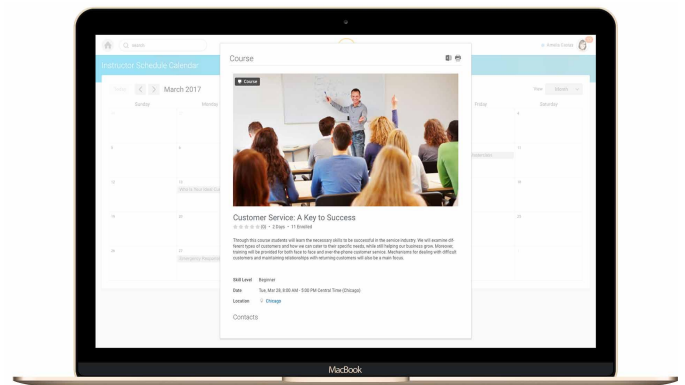 search
Instructor Schedule Calendar
March 2017
Sunday
Monday
Friday
Saturday
Course
Course
Customer Service: A Key to Success
(0) • 2 Days • 11 Enrolled
Through this course students will learn the necessary skills to be successful in the service industry. We will examine dif-
ferent types of customers and how we can cater to their specific needs, while still helping our business grow. Moreover,
training will be provided for both face to face and over-the-phone customer service. Mechanisms for dealing with difficult
customers and maintaining relationships with returning customers will also be a main focus.
Skill Level Beginner
Date Tue, Mar 28, 8:00 AM - 5:00 PM Central Time (Chicago)
Location Chicago
Contacts
MacBook